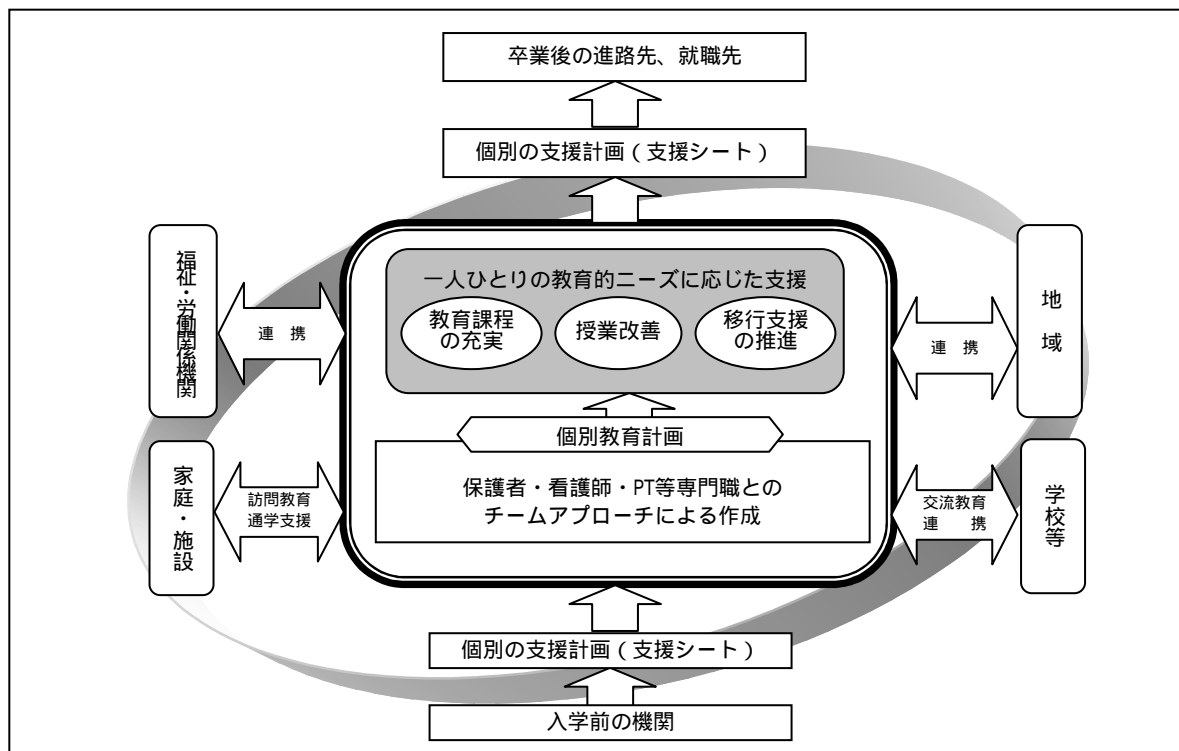 卒業後の進路先、就職先
個別の支援計画（支援シート）
一人ひとりの教育的ニーズに応じた支援
教育課程
の充実
授業改善
移行支援
の推進
福祉・労働関係機関
連　携
連　携
地　域
個別教育計画
保護者・看護師・PT等専門職との
チームアプローチによる作成
家庭・施設
訪問教育
通学支援
交流教育
連　　携
学校等
個別の支援計画（支援シート）
入学前の機関